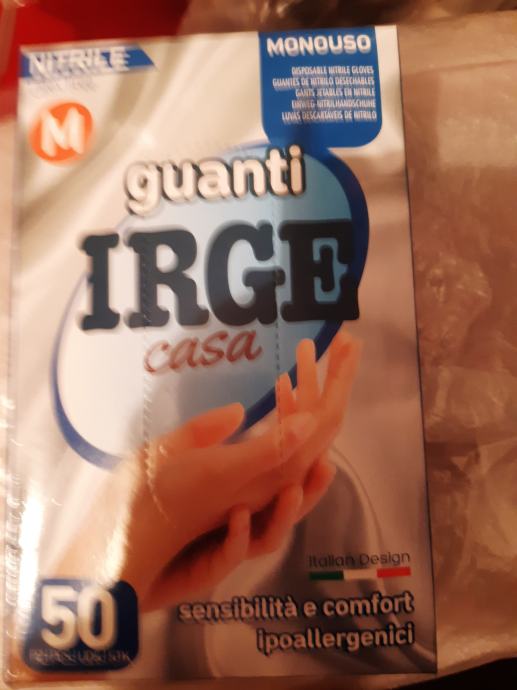 NITRILE
MONOUSO
DISPOSABLE NITRILE GLOVES
GUANTES DE NITRILO DESECHABLES
GANTS JETABLES EN NITRILE
EINWEG-NITRILHANDSCHUHE
LUVAS DESCARTÁVEIS DE NITRILO
M
guanti
IRGE
casa
Italian Design
50
sensibilità e comfort
ipoallergenici